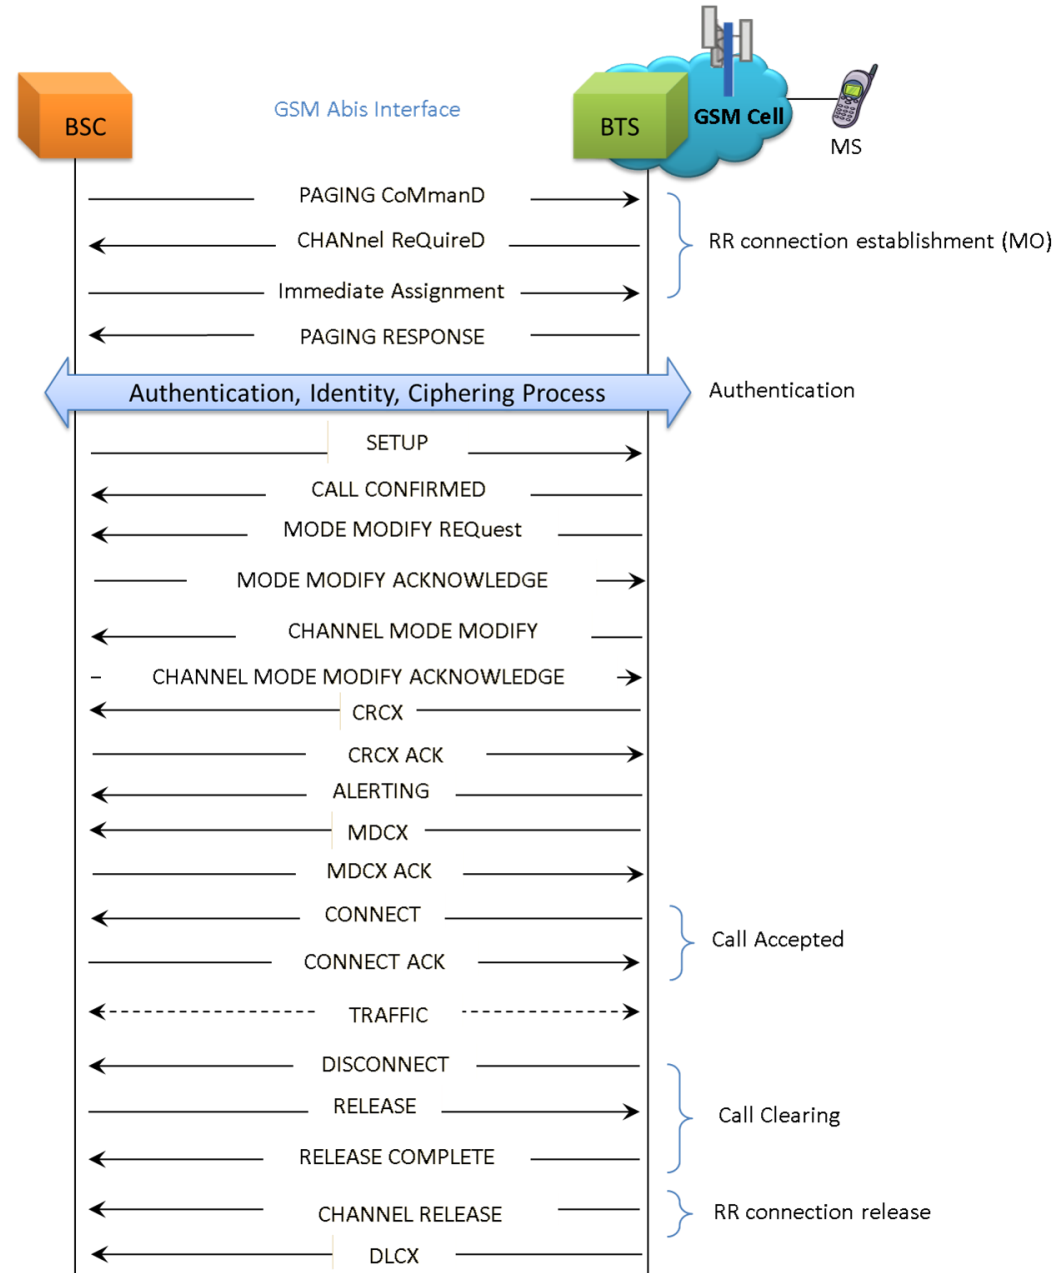 BSC
GSM Abis Interface
BTS
GSM Cell
MS
PAGING CoMmanD
CHANnel ReQuireD
RR connection establishment (MO)
Immediate Assignment
PAGING RESPONSE
Authentication, Identity, Ciphering Process
Authentication
SETUP
CALL CONFIRMED
MODE MODIFY REQuest
MODE MODIFY ACKNOWLEDGE
CHANNEL MODE MODIFY
CHANNEL MODE MODIFY ACKNOWLEDGE
CRCX
CRCX ACK
ALERTING
MDCX
MDCX ACK
CONNECT
Call Accepted
CONNECT ACK
TRAFFIC
DISCONNECT
RELEASE
Call Clearing
RELEASE COMPLETE
CHANNEL RELEASE
RR connection release
DLCX